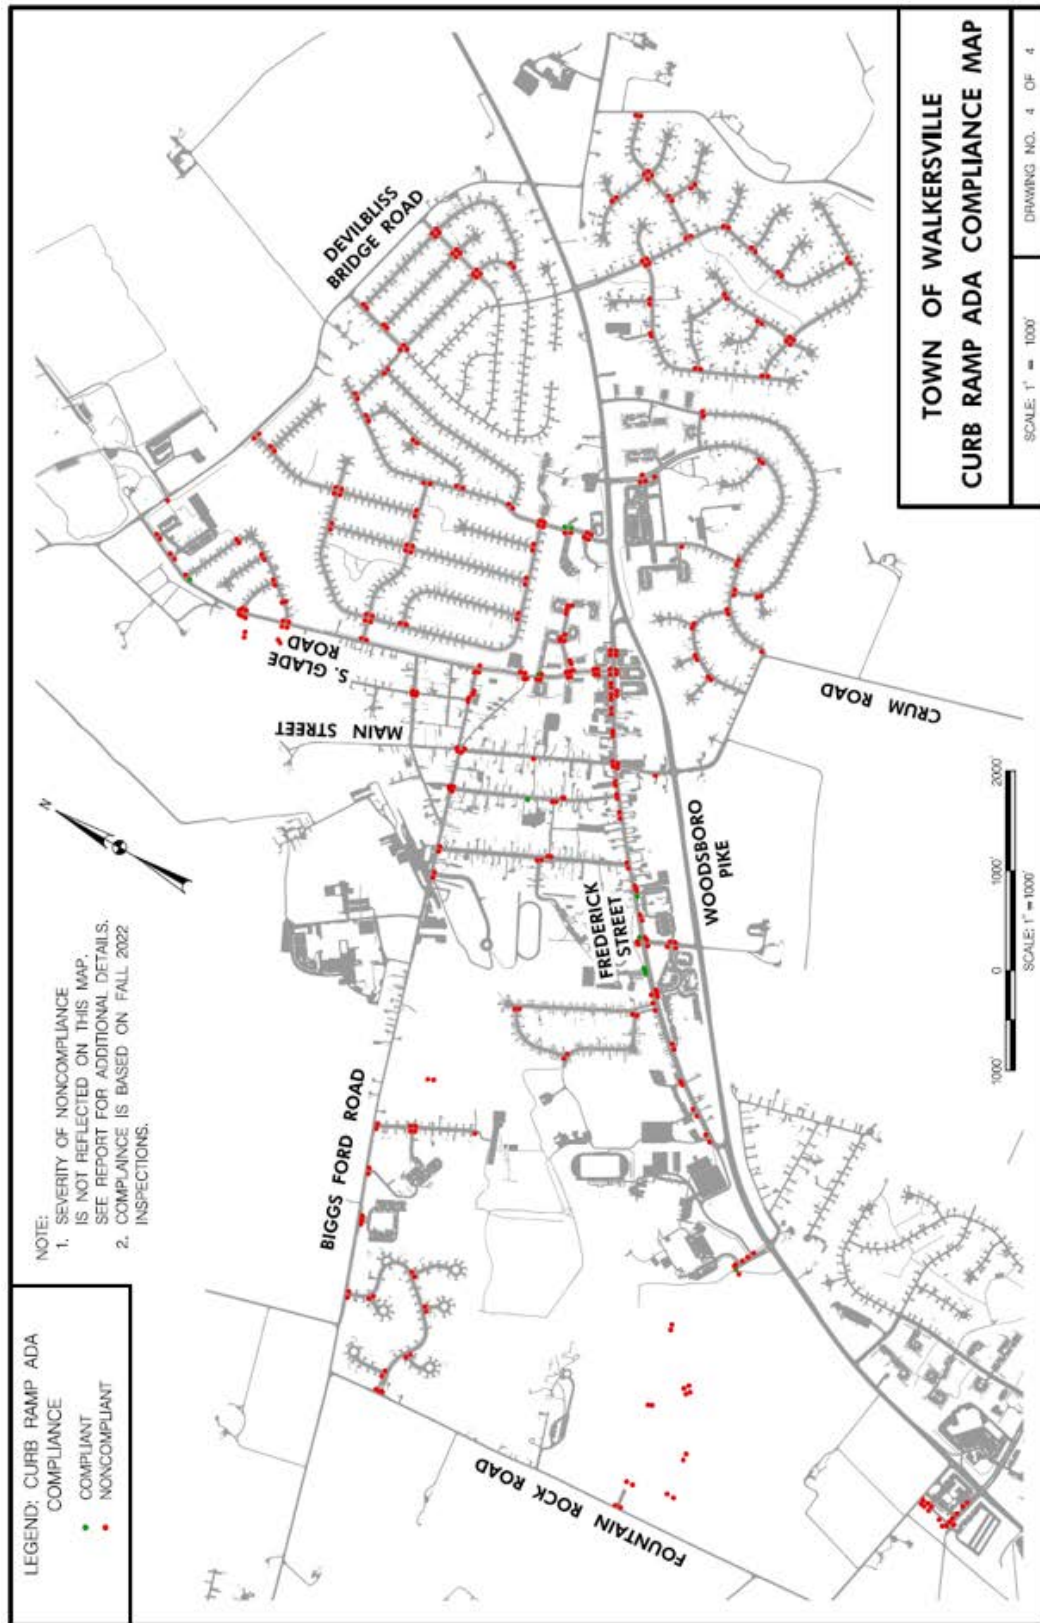 LEGEND: CURB RAMP ADA
COMPLIANCE
COMPLIANT
NONCOMPLIANT
NOTE:
1. SEVERITY OF NONCOMPLIANCE
IS NOT REFLECTED ON THIS MAP.
SEE REPORT FOR ADDITIONAL DETAILS.
2. COMPLAINCE IS BASED ON FALL 2022
INSPECTIONS.
N
DEVILBLISS
BRIDGE ROAD
S. GLADE
ROAD
MAIN STREET
BIGGS FORD ROAD
FREDERICK
STREET
WOODSBORO
PIKE
CRUM ROAD
FOUNTAIN ROCK ROAD
1000' 0 1000' 2000'
SCALE: 1" = 1000'
TOWN OF WALKERSVILLE
CURB RAMP ADA COMPLIANCE MAP
SCALE: 1" = 1000'
DRAWING NO. 4 OF 4